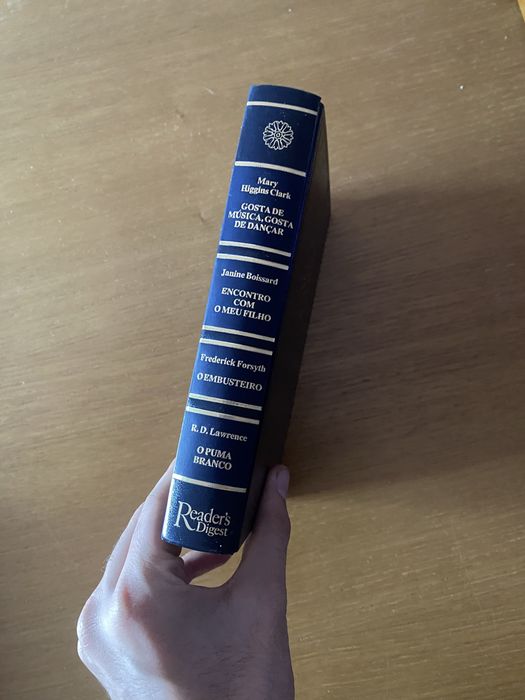 Mary
Higgins Clark
GOSTA DE
MÚSICA, GOSTA
DE DANÇAR
Janine Boissard
ENCONTRO
COM
O MEU FILHO
Frederick Forsyth
O EMBUSTEIRO
R. D. Lawrence
O PUMA
BRANCO
Reader's
Digest